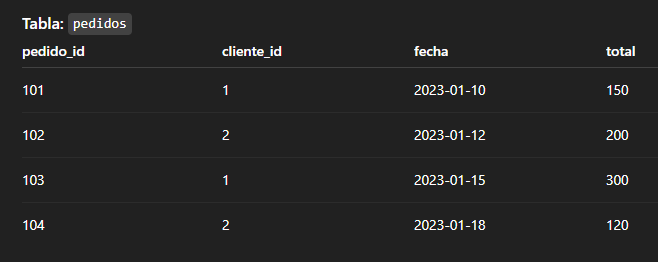 Tabla: pedidos
pedido_id cliente_id fecha total
101 1 2023-01-10 150
102 2 2023-01-12 200
103 1 2023-01-15 300
104 2 2023-01-18 120